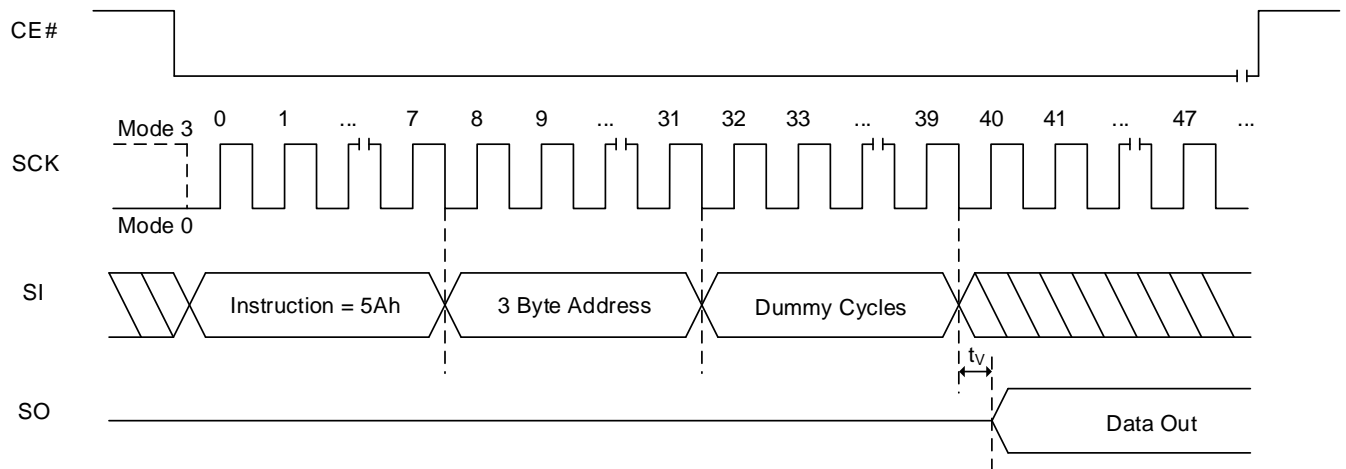 CE#
Mode 3 0 1 ... 7 8 9 ... 31 32 33 ... 39 40 41 ... 47 ...
SCK
Mode 0
SI Instruction = 5Ah 3 Byte Address Dummy Cycles
tV
SO Data Out